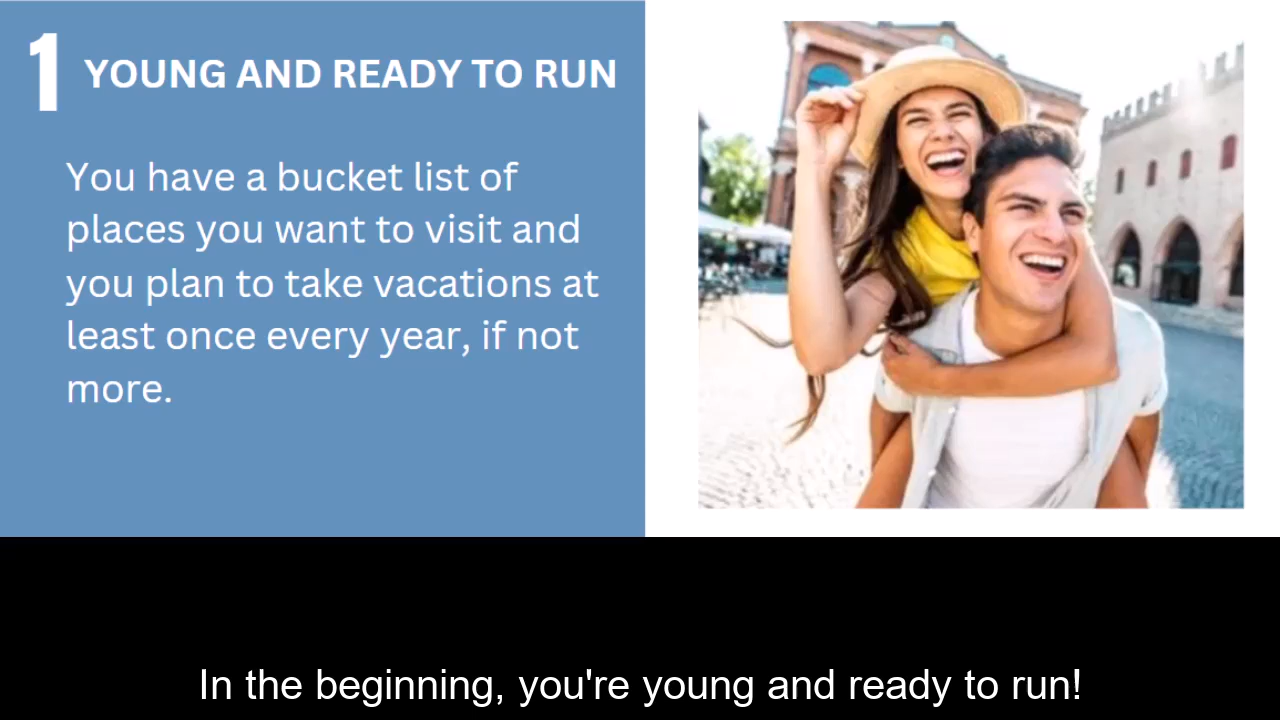 1 YOUNG AND READY TO RUN
You have a bucket list of
places you want to visit and
you plan to take vacations at
least once every year, if not
more.
In the beginning, you're young and ready to run!